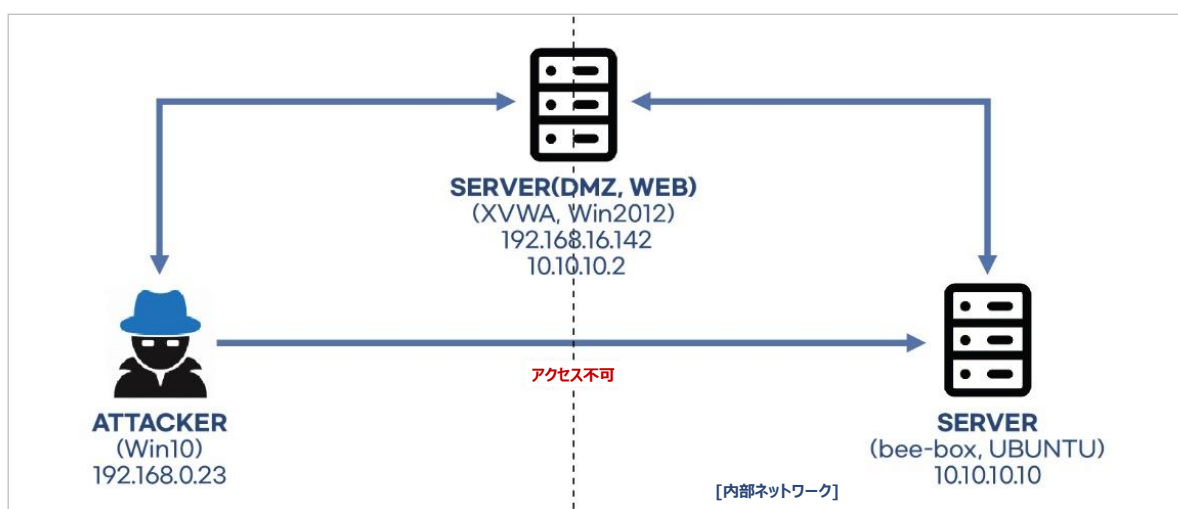 SERVER(DMZ, WEB)
(XVWA, Win2012)
192.168.16.142
10.10.10.2
アクセス不可
ATTACKER
(Win10)
192.168.0.23
SERVER
(bee-box, UBUNTU)
10.10.10.10
[内部ネットワーク]